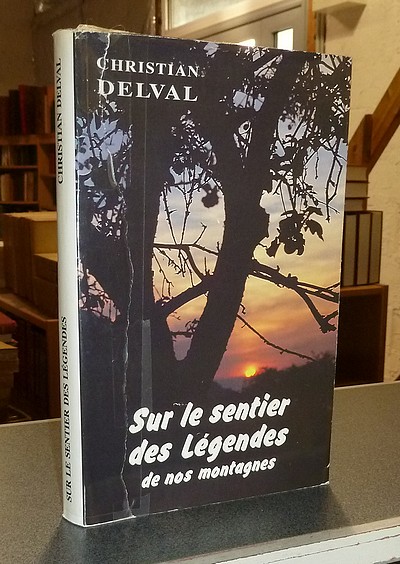 CHRISTIAN
DELVAL
Sur le sentier
des Légendes
de nos montagnes
CHRISTIAN DELVAL
SUR LE SENTIER DES LÉGENDES